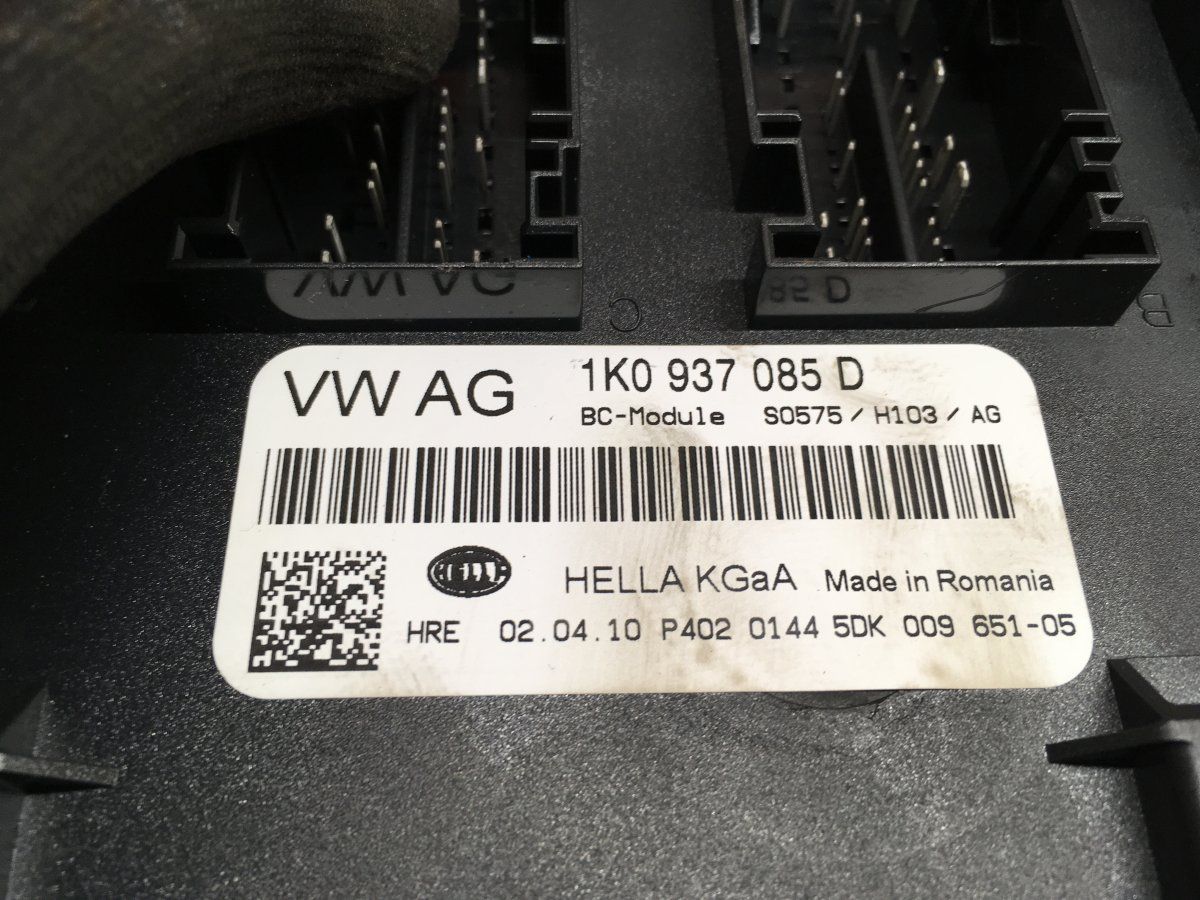 C
B
VW AG
1K0 937 085 D
BC-Module S0575 / H103 / AG
HELLA
HELLA KGaA Made in Romania
HRE 02.04.10 P402 0144 5DK 009 651-05